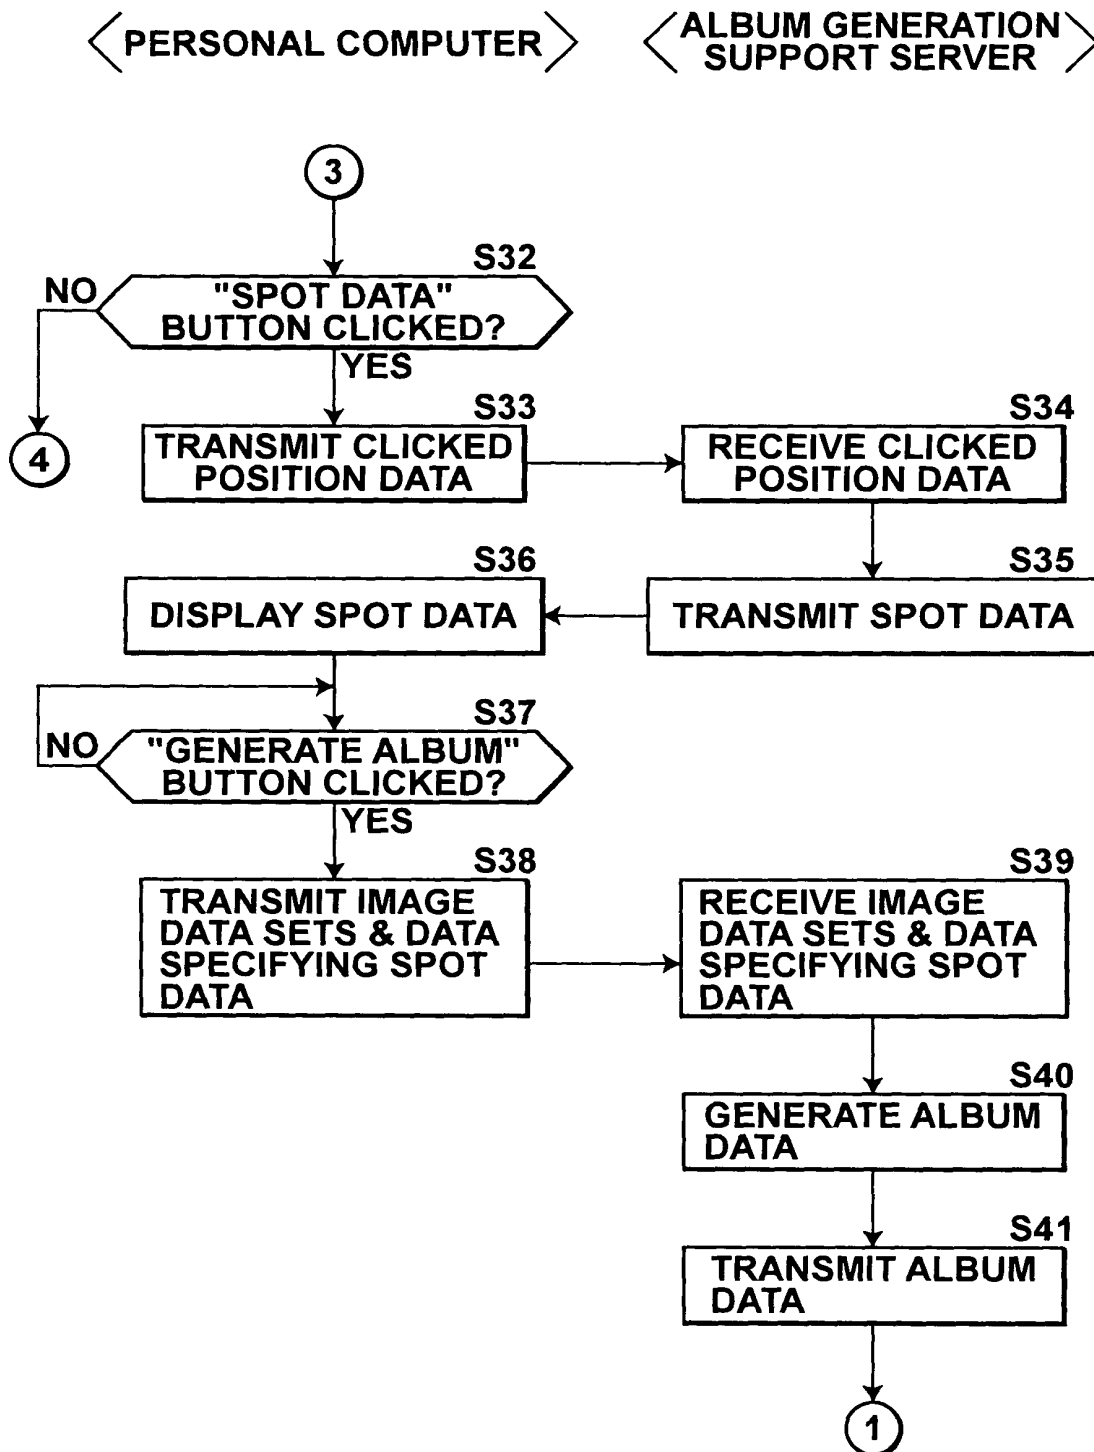 PERSONAL COMPUTER
ALBUM GENERATION
SUPPORT SERVER
3
S32
NO
"SPOT DATA"
BUTTON CLICKED?
YES
4
S33
TRANSMIT CLICKED
POSITION DATA
S34
RECEIVE CLICKED
POSITION DATA
S36
DISPLAY SPOT DATA
S35
TRANSMIT SPOT DATA
S37
NO
"GENERATE ALBUM"
BUTTON CLICKED?
YES
S38
TRANSMIT IMAGE
DATA SETS & DATA
SPECIFYING SPOT
DATA
S39
RECEIVE IMAGE
DATA SETS & DATA
SPECIFYING SPOT
DATA
S40
GENERATE ALBUM
DATA
S41
TRANSMIT ALBUM
DATA
1